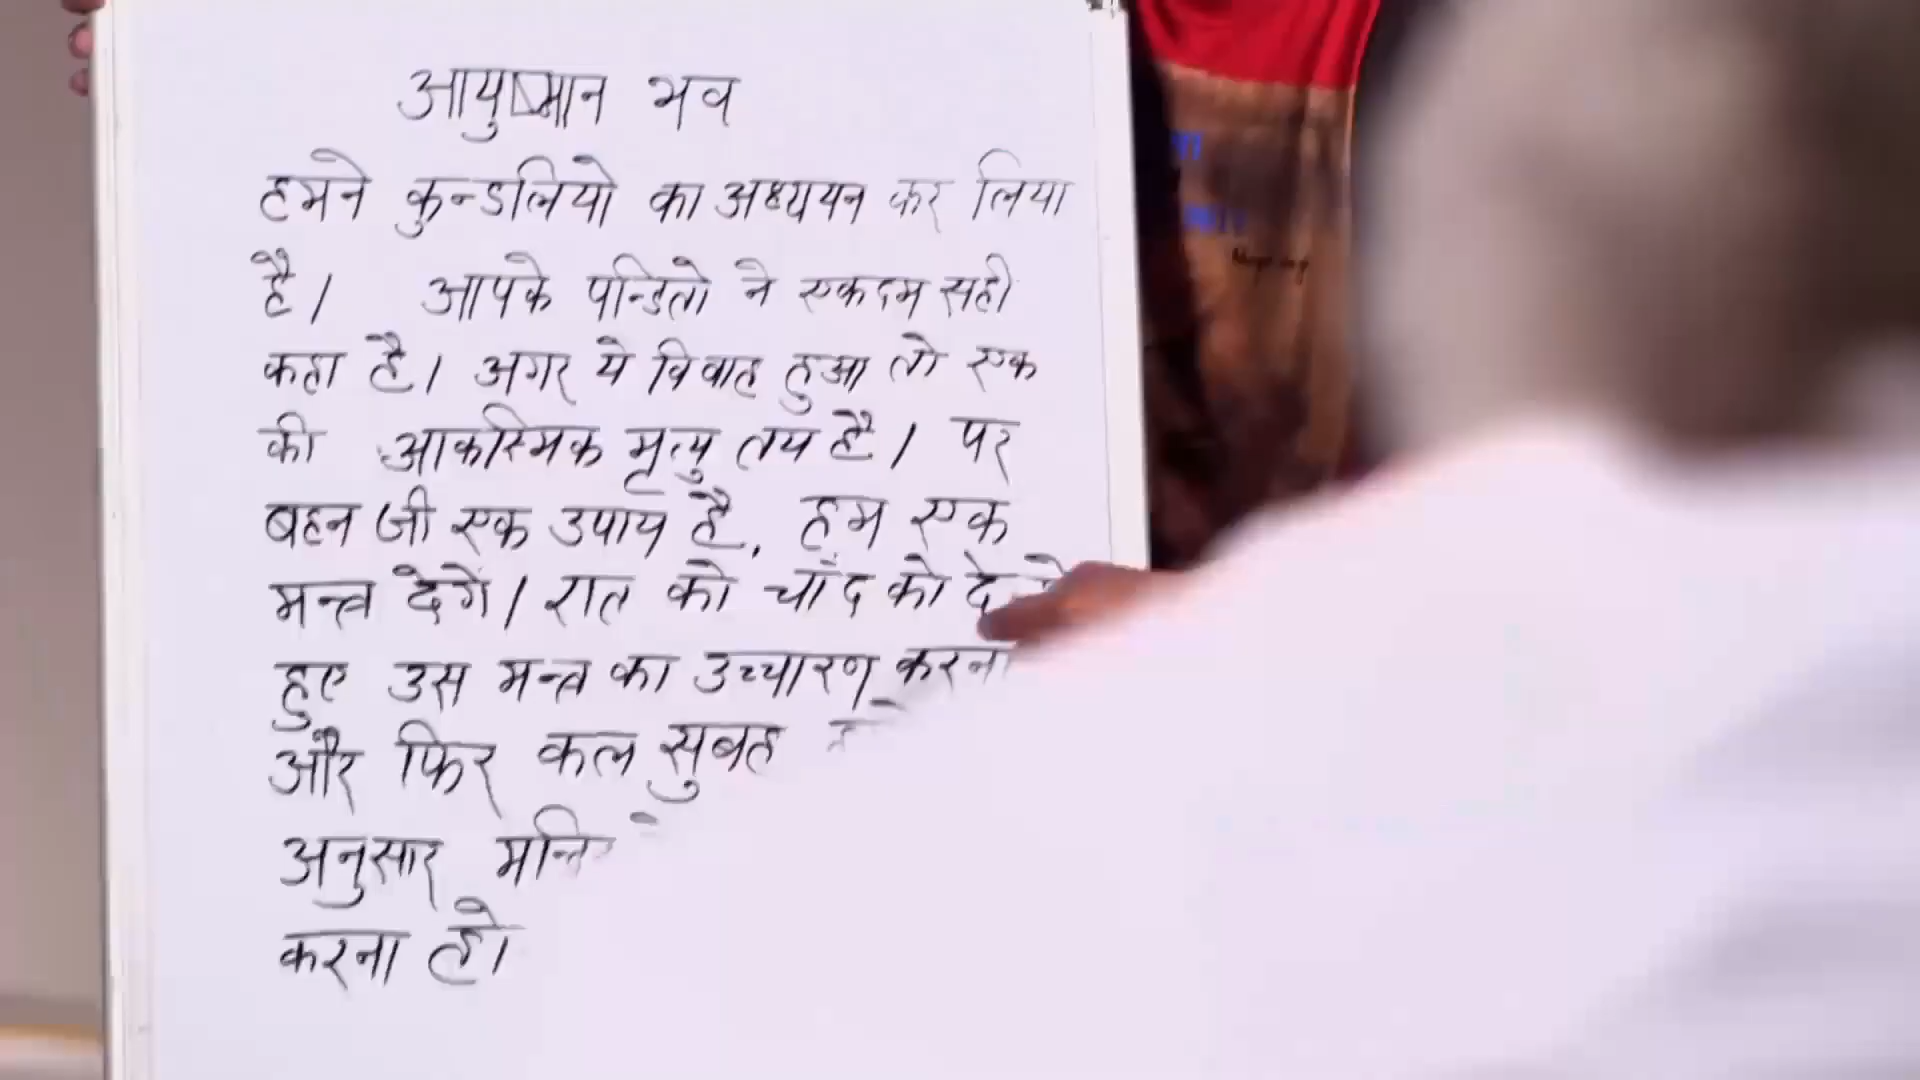 आयुष्मान भव
हमने कुन्डलियो का अध्ययन कर लिया
है। आपके पन्डितो ने एकदम सही
कहा है। अगर ये विवाह हुआ तो एक
की आकस्मिक मृत्यु तय है। पर
बहन जी एक उपाय है, हम एक
मन्त्र देगें। रात को चाँद को
हुए उस मन्त्र का उच्चारण करना
और फिर कल सुबह
अनुसार
करना है।